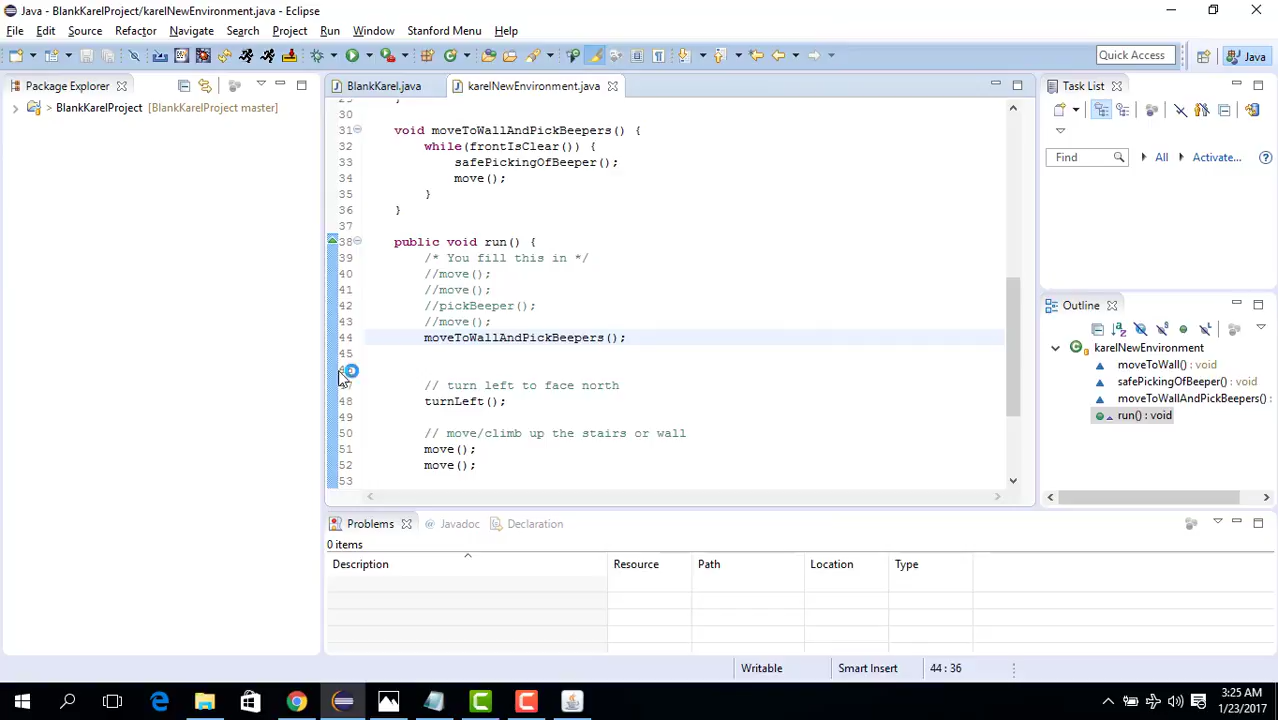 Java - BlankKarelProject/karelNewEnvironment.java - Eclipse
File Edit Source Refactor Navigate Search Project Run Window Stanford Menu Help
Quick Access
Java
Package Explorer
BlankKarelProject [BlankKarelProject master]
BlankKarel.java
karelNewEnvironment.java
30
31 void moveToWallAndPickBeepers() {
32 while(frontIsClear()) {
33 safePickingOfBeeper();
34 move();
35 }
36 }
37
38 public void run() {
39 /* You fill this in */
40 //move();
41 //move();
42 //pickBeeper();
43 //move();
44 moveToWallAndPickBeepers();
45
// turn left to face north
48 turnLeft();
49
50 // move/climb up the stairs or wall
51 move();
52 move();
53
Task List
Find
All
Activate...
Outline
karelNewEnvironment
moveToWall() : void
safePickingOfBeeper() : void
moveToWallAndPickBeepers() :
run() : void
Problems
@ Javadoc
Declaration
0 items
Description Resource Path Location Type
Writable Smart Insert 44 : 36
3:25 AM
1/23/2017